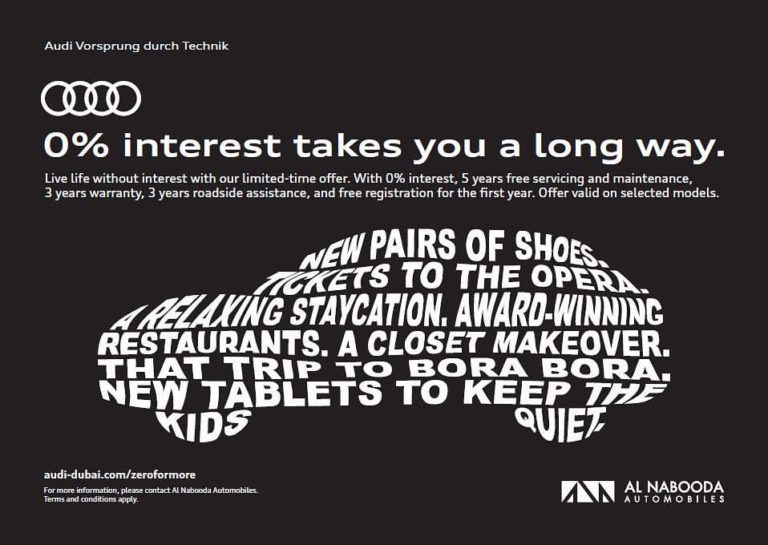 Audi Vorsprung durch Technik
0% interest takes you a long way.
Live life without interest with our limited-time offer. With 0% interest, 5 years free servicing and maintenance,
3 years warranty, 3 years roadside assistance, and free registration for the first year. Offer valid on selected models.
NEW PAIRS OF SHOES.
TICKETS TO THE OPERA.
A RELAXING STAYCATION. AWARD-WINNING
RESTAURANTS. A CLOSET MAKEOVER.
THAT TRIP TO BORA BORA.
NEW TABLETS TO KEEP THE
KIDS QUIET.
audi-dubai.com/zeroformore
For more information, please contact Al Nabooda Automobiles.
Terms and conditions apply.
AL NABOODA
AUTOMOBILES